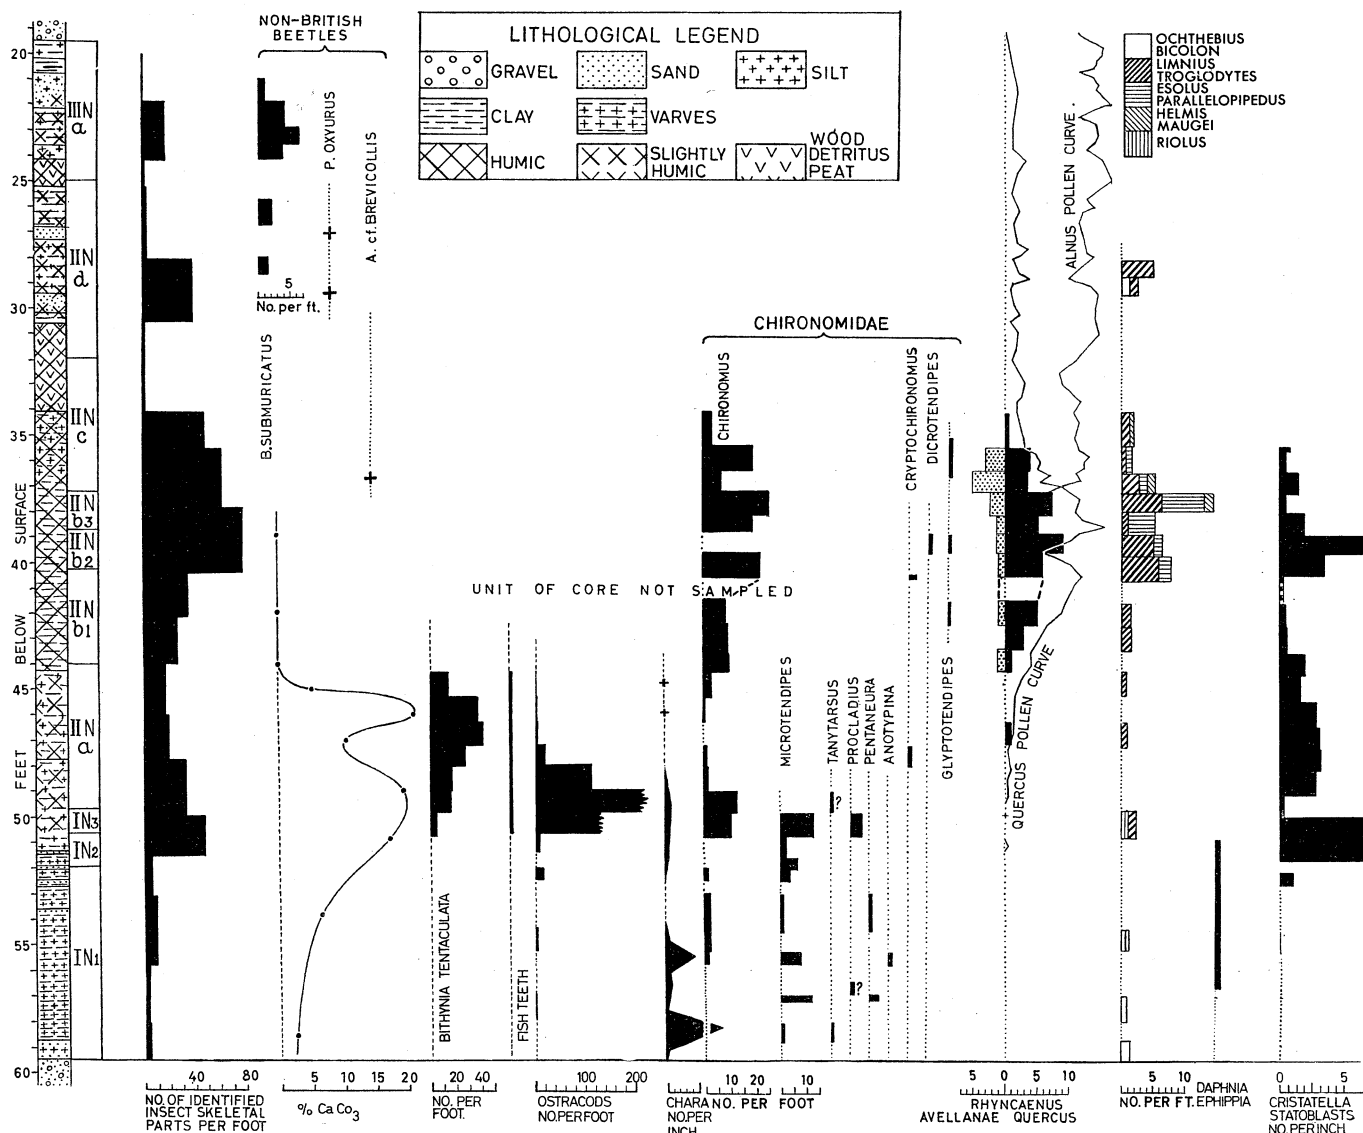 NON-BRITISH
BEETLES
LITHOLOGICAL LEGEND
GRAVEL
SAND
SILT
CLAY
VARVES
HUMIC
SLIGHTLY
HUMIC
WOOD
DETRITUS
PEAT
OCHTHEBIUS
BICOLON
LIMNIUS
TROGLODYTES
ESOLUS
PARALLELOPIPEDUS
HELMIS
MAUGEI
RIOLUS
FEET BELOW SURFACE
20
25
30
35
40
45
50
55
60
III N
a
II N
d
II N
c
II N
b3
II N
b2
II N
b1
II N
a
IN3
IN2
IN1
B. SUBMURICATUS
P. OXYURUS
A. cf. BREVICOLLIS
5
No. per ft.
CHIRONOMIDAE
CHIRONOMUS
MICROTENDIPES
TANYTARSUS
PROCLADIUS
PENTANEURA
ANOTYPINA
CRYPTOCHIRONOMUS
DICROTENDIPES
GLYPTOTENDIPES
?
?
UNIT OF CORE NOT SAMPLED
BITHYNIA TENTACULATA
FISH TEETH
QUERCUS POLLEN CURVE
ALNUS POLLEN CURVE.
40 80
NO. OF IDENTIFIED
INSECT SKELETAL
PARTS PER FOOT
5 10 15 20
% CaCo3
20 40
NO. PER
FOOT.
100 200
OSTRACODS
NO. PER FOOT
CHARA
NO. PER
INCH
10 20
10
NO. PER FOOT
5 0 5 10
RHYNCAENUS
AVELLANAE QUERCUS
5 10
NO. PER FT.
DAPHNIA
EPHIPPIA
0 5
CRISTATELLA
STATOBLASTS
NO. PER INCH